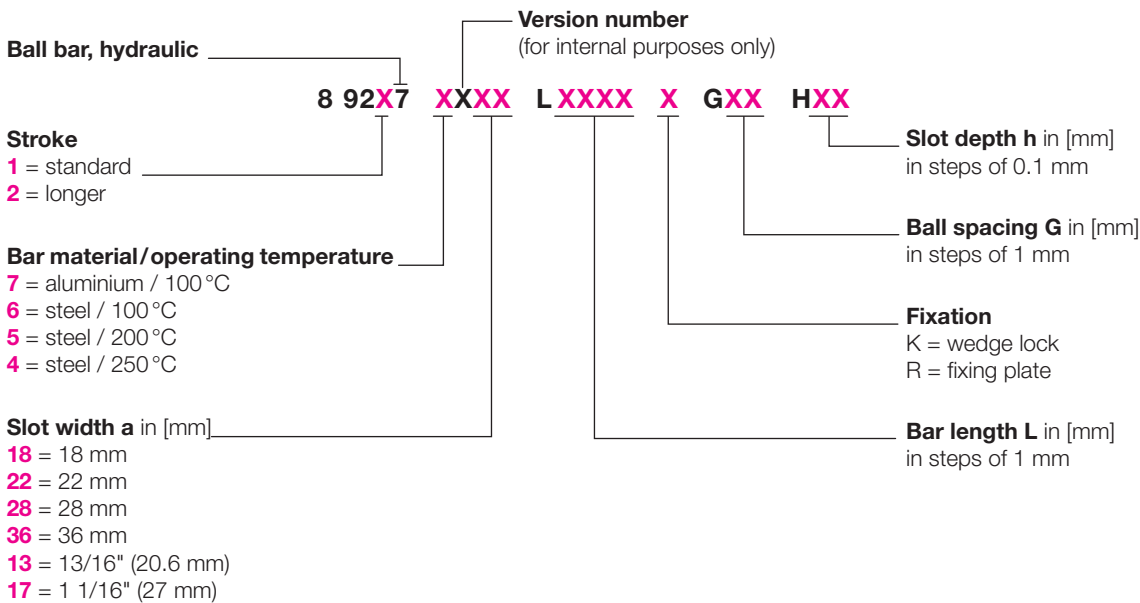 Version number
(for internal purposes only)
Ball bar, hydraulic
8 92X7 XXXX L XXXX X GXX HXX
Stroke
1 = standard
2 = longer
Bar material/operating temperature
7 = aluminium / 100 °C
6 = steel / 100 °C
5 = steel / 200 °C
4 = steel / 250 °C
Slot width a in [mm]
18 = 18 mm
22 = 22 mm
28 = 28 mm
36 = 36 mm
13 = 13/16" (20.6 mm)
17 = 1 1/16" (27 mm)
Slot depth h in [mm]
in steps of 0.1 mm
Ball spacing G in [mm]
in steps of 1 mm
Fixation
K = wedge lock
R = fixing plate
Bar length L in [mm]
in steps of 1 mm